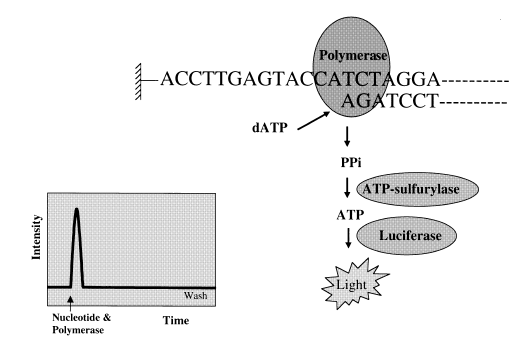 Polymerase
ACCTTGAGTACCATCTAGGA
AGATCCT
dATP
PPi
ATP-sulfurylase
ATP
Luciferase
Light
Intensity
Wash
Nucleotide & Time
Polymerase